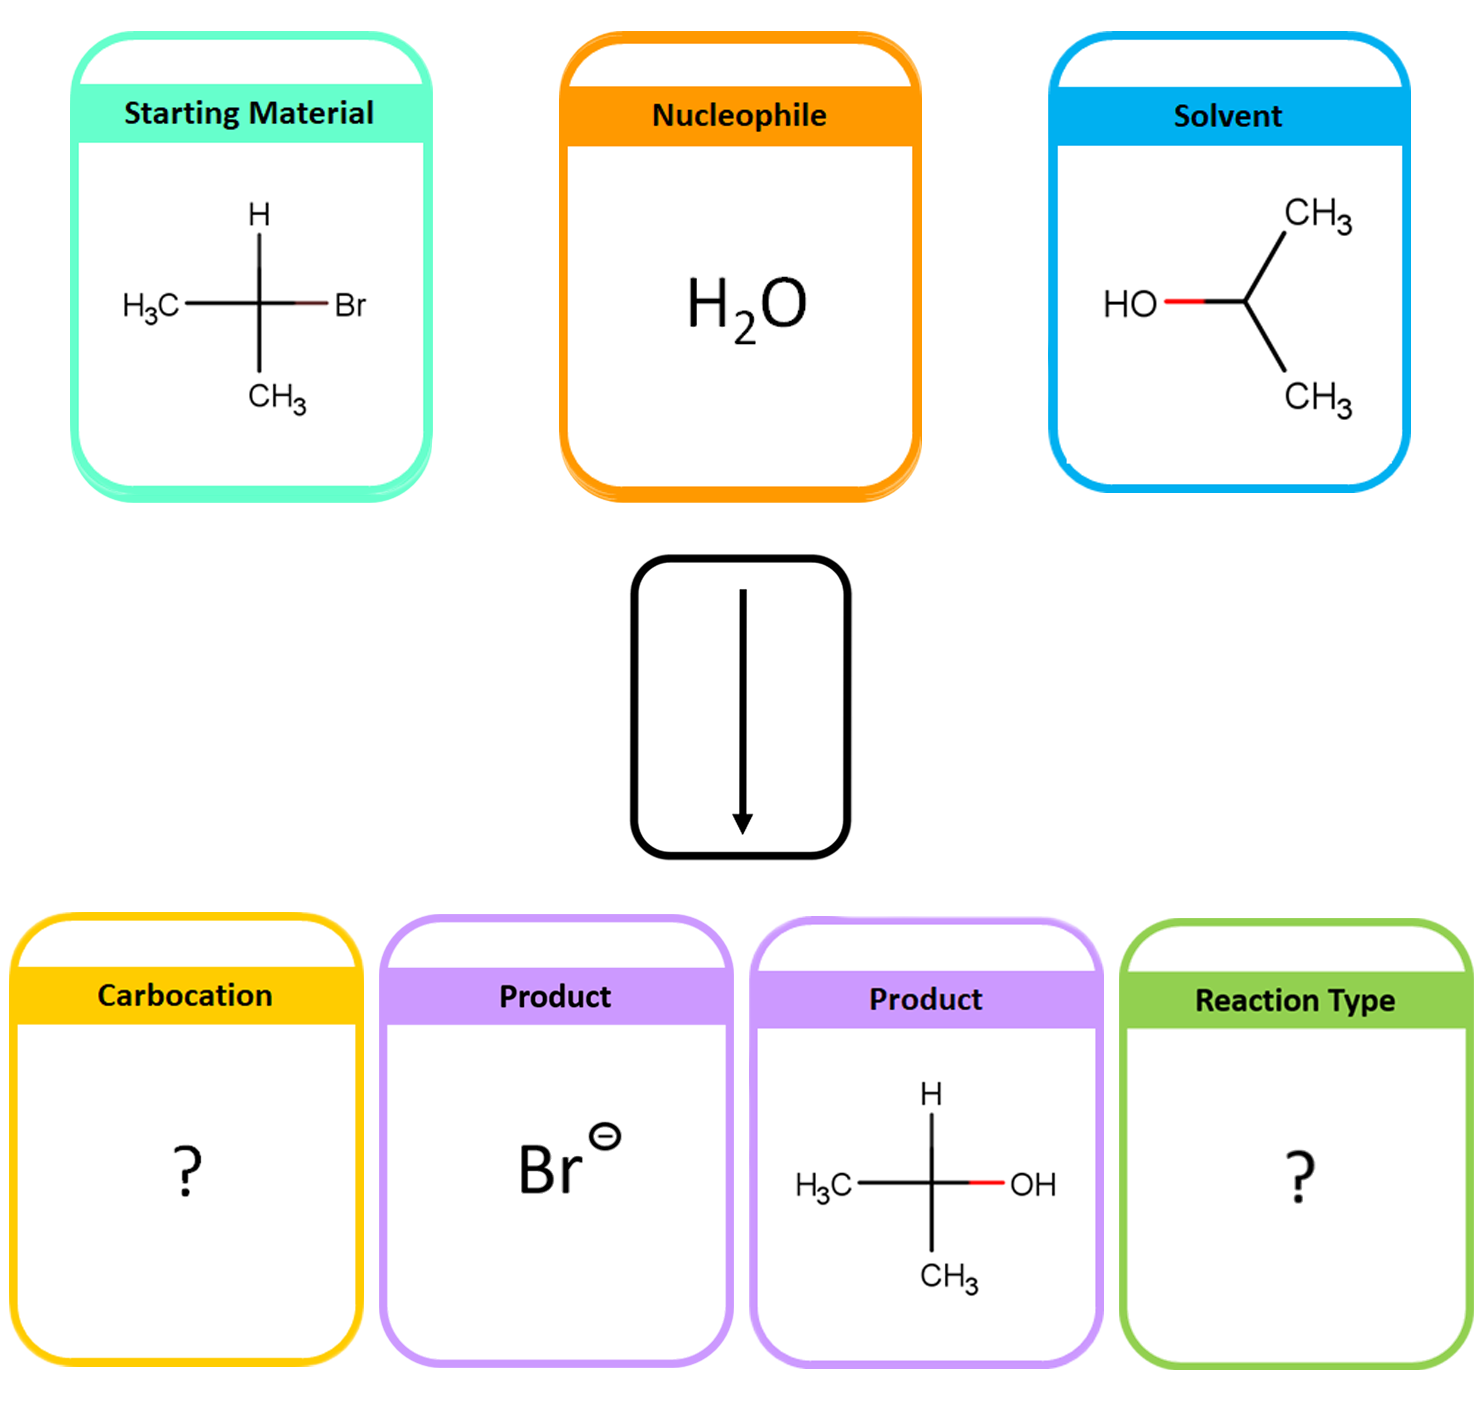 Starting Material
H
H₃C
Br
CH₃
Nucleophile
H₂O
Solvent
CH₃
HO
CH₃
Carbocation
?
Product
Br⊖
Product
H
H₃C
OH
CH₃
Reaction Type
?